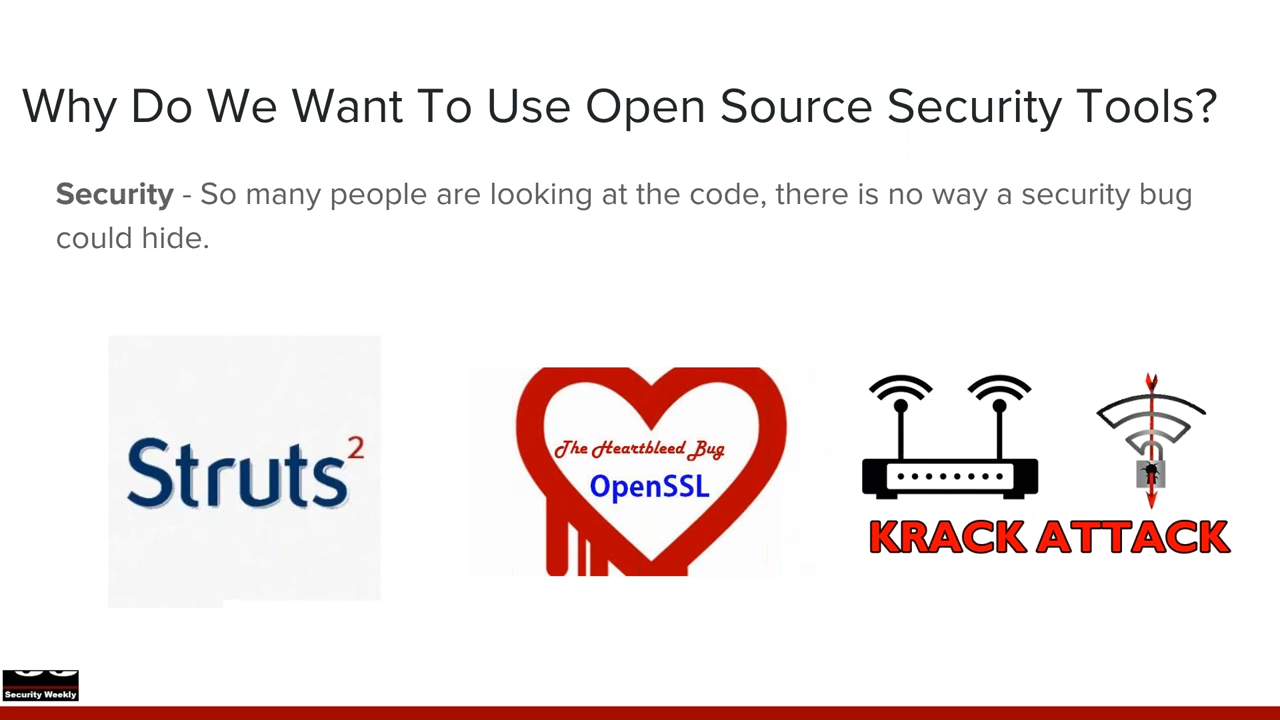 Why Do We Want To Use Open Source Security Tools?
Security - So many people are looking at the code, there is no way a security bug
could hide.
Struts2
The Heartbleed Bug
OpenSSL
KRACK ATTACK
Security Weekly